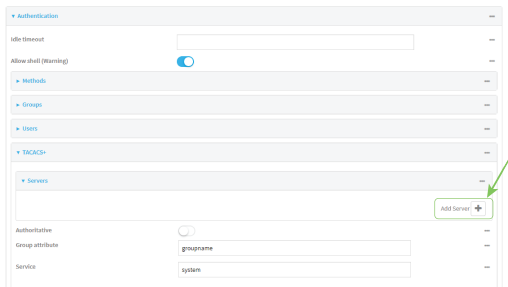 Authentication
Idle timeout
Allow shell (Warning)
Methods
Groups
Users
TACACS+
Servers
Add Server
Authoritative
Group attribute
groupname
Service
system